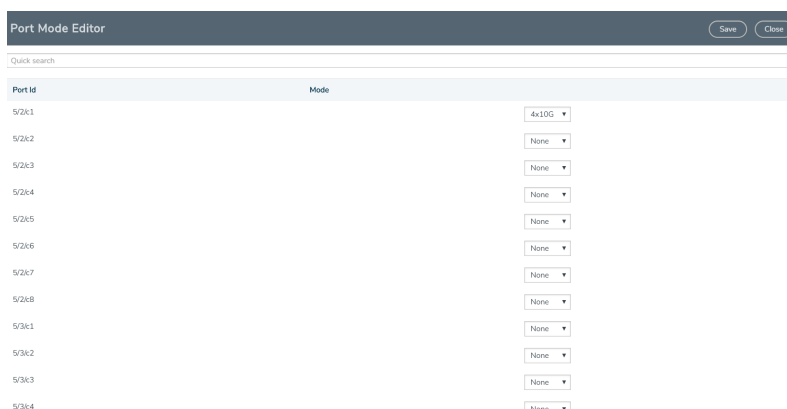 Port Mode Editor
Save
Close
Quick search
Port Id Mode
5/2/c1 4x10G
5/2/c2 None
5/2/c3 None
5/2/c4 None
5/2/c5 None
5/2/c6 None
5/2/c7 None
5/2/c8 None
5/3/c1 None
5/3/c2 None
5/3/c3 None
5/3/c4 None